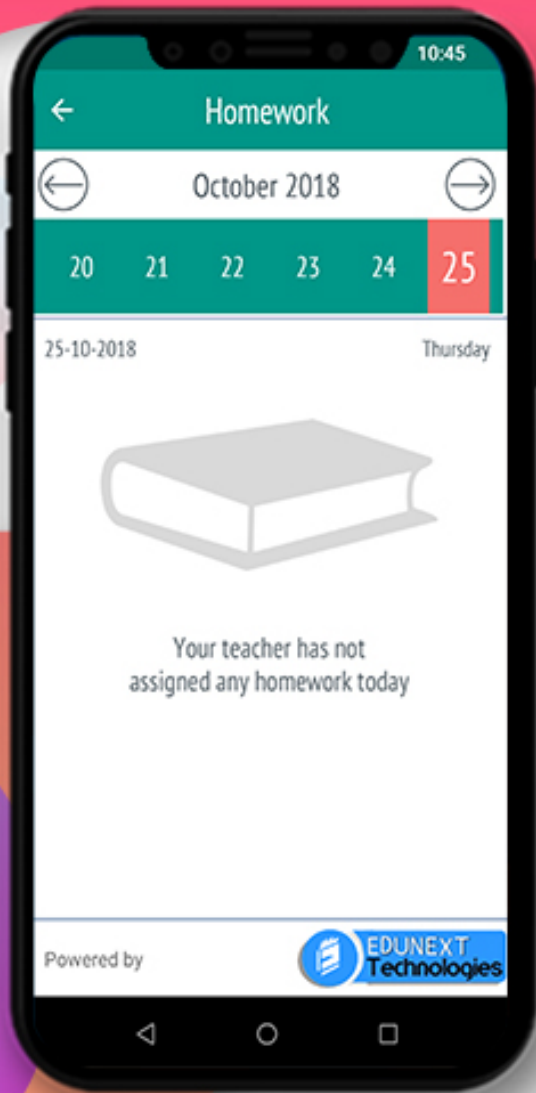 10:45
Homework
October 2018
20 21 22 23 24 25
25-10-2018 Thursday
Your teacher has not
assigned any homework today
Powered by
EDUNEXT
Technologies